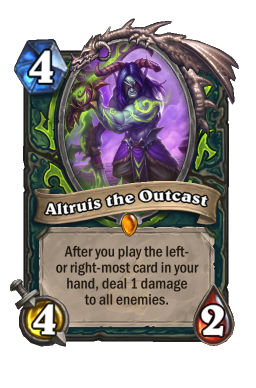 4
Altruis the Outcast
After you play the left-
or right-most card in your
hand, deal 1 damage
to all enemies.
4
2